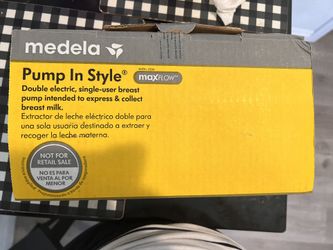 medela
Pump In Style®
maxFLOW™
Double electric, single-user breast
pump intended to express & collect
breast milk.
Extractor de leche eléctrico doble para
una sola usuaria destinado a extraer y
recoger la leche materna.
NOT FOR
RETAIL SALE
NO ES PARA
VENTA AL POR
MENOR